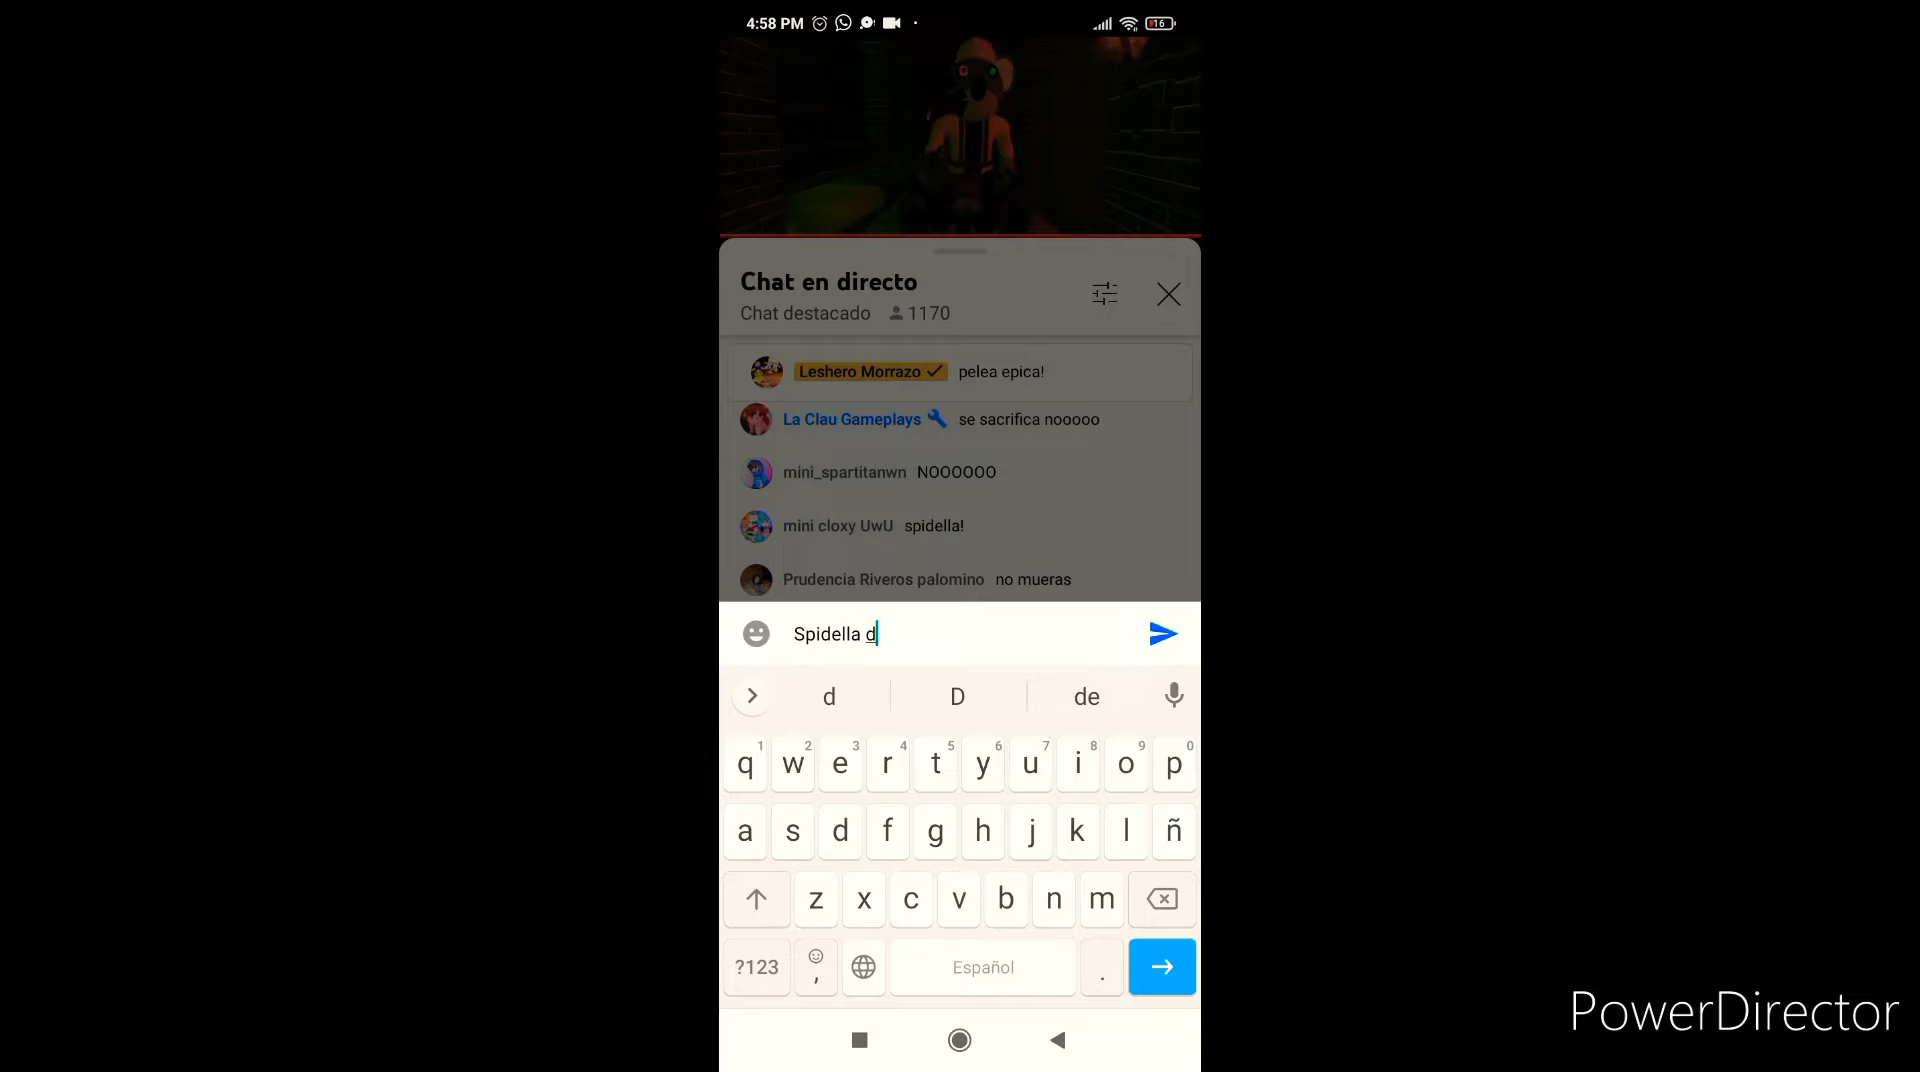 4:58 PM
16
Chat en directo
Chat destacado 1170
Leshero Morrazo pelea epica!
La Clau Gameplays se sacrifica nooooo
mini_spartitanwn NOOOOOO
mini cloxy UwU spidella!
Prudencia Riveros palomino no mueras
Spidella d
d D de
1 2 3 4 5 6 7 8 9 0
q w e r t y u i o p
a s d f g h j k l ñ
z x c v b n m
?123 , Español .
PowerDirector